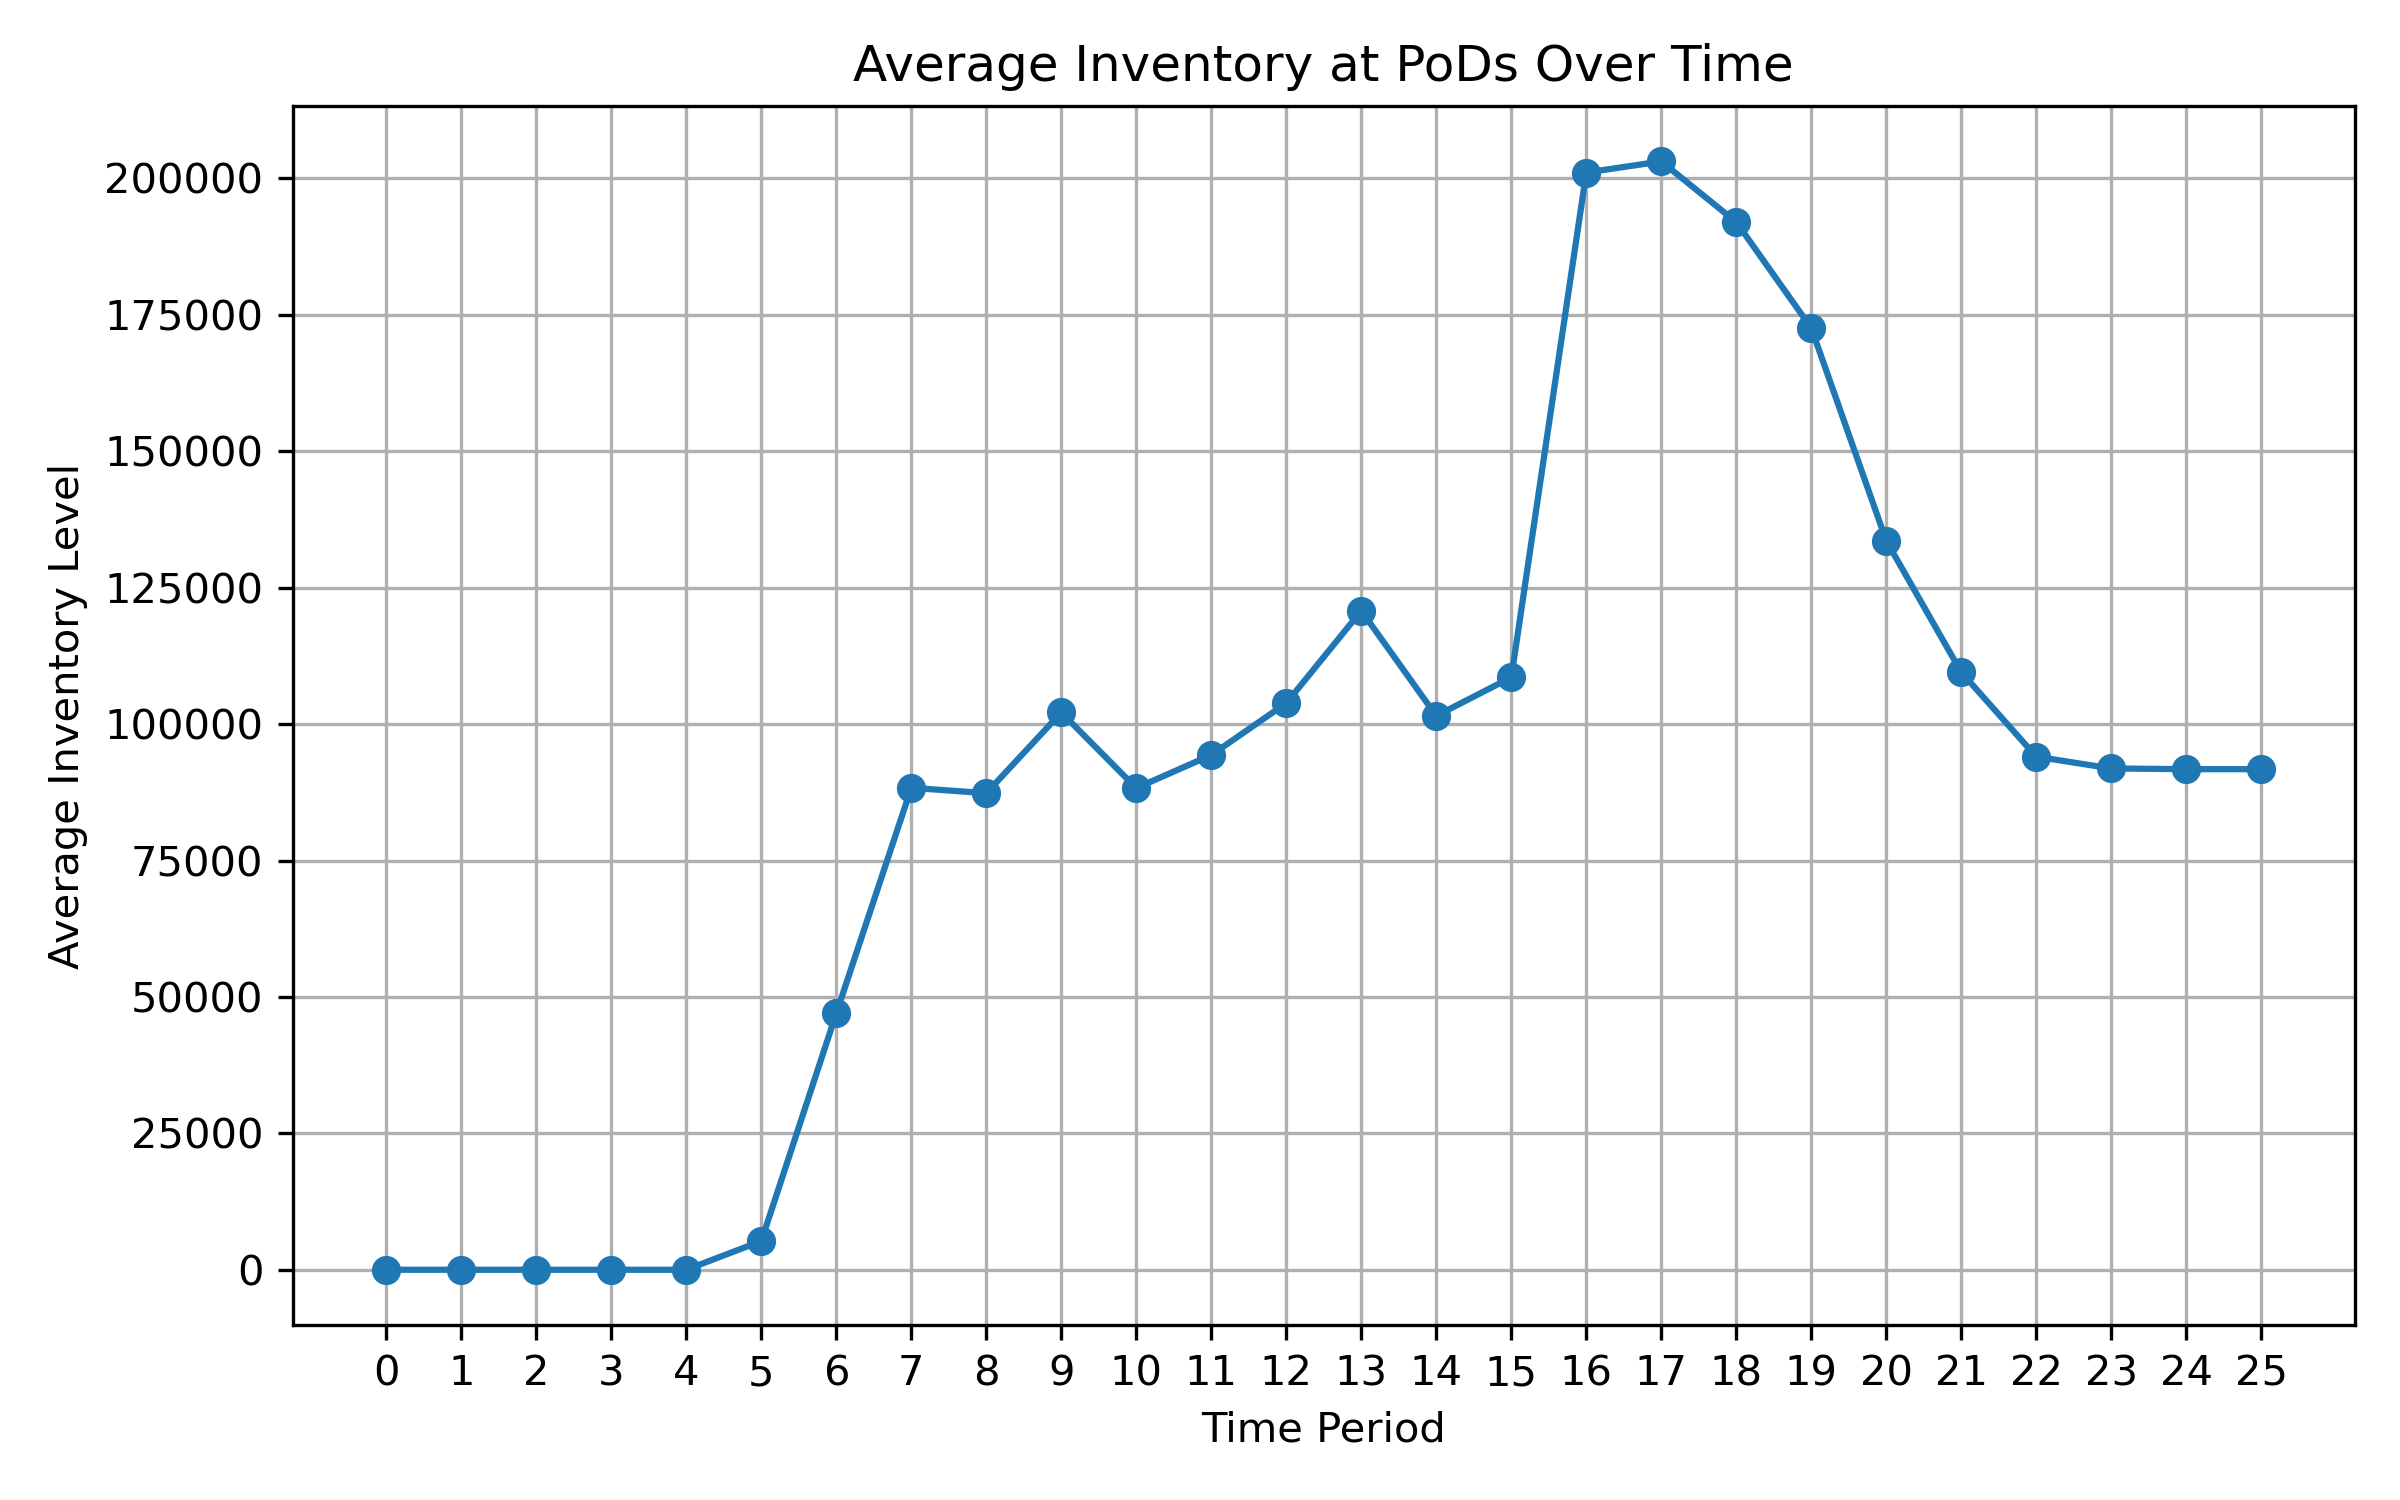 Average Inventory at PoDs Over Time
Average Inventory Level
200000
175000
150000
125000
100000
75000
50000
25000
0
0 1 2 3 4 5 6 7 8 9 10 11 12 13 14 15 16 17 18 19 20 21 22 23 24 25
Time Period